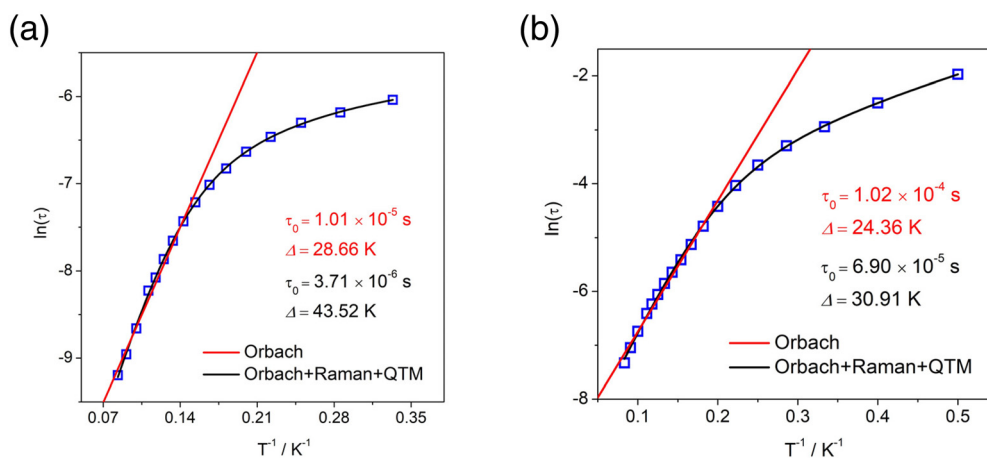 (a)
ln(τ)
-6
-7
-8
-9
τ₀ = 1.01 × 10⁻⁵ s
Δ = 28.66 K
τ₀ = 3.71 × 10⁻⁶ s
Δ = 43.52 K
Orbach
Orbach+Raman+QTM
0.07 0.14 0.21 0.28 0.35
T⁻¹ / K⁻¹
(b)
ln(τ)
-2
-4
-6
-8
τ₀ = 1.02 × 10⁻⁴ s
Δ = 24.36 K
τ₀ = 6.90 × 10⁻⁵ s
Δ = 30.91 K
Orbach
Orbach+Raman+QTM
0.1 0.2 0.3 0.4 0.5
T⁻¹ / K⁻¹